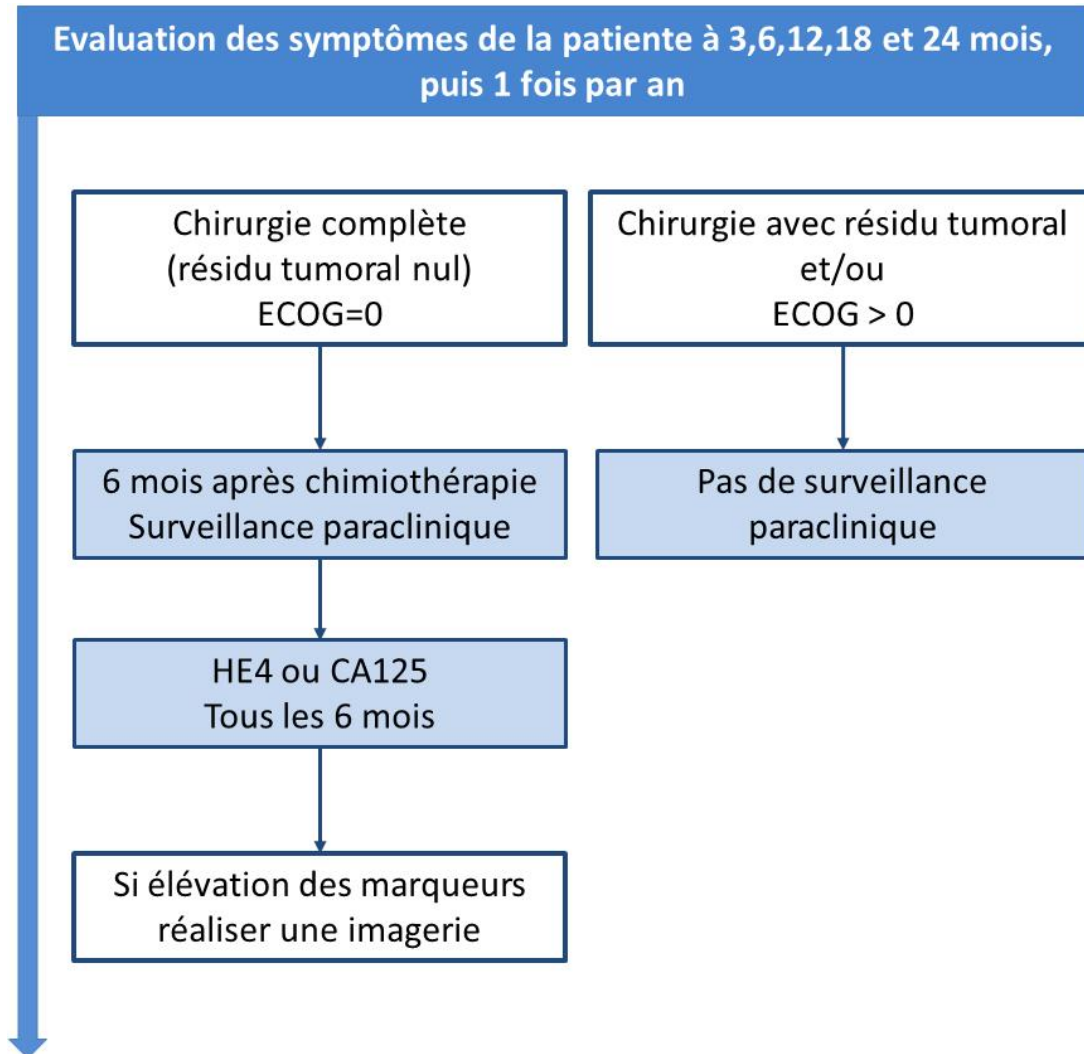 Evaluation des symptômes de la patiente à 3,6,12,18 et 24 mois,
puis 1 fois par an
Chirurgie complète
(résidu tumoral nul)
ECOG=0
Chirurgie avec résidu tumoral
et/ou
ECOG > 0
6 mois après chimiothérapie
Surveillance paraclinique
Pas de surveillance
paraclinique
HE4 ou CA125
Tous les 6 mois
Si élévation des marqueurs
réaliser une imagerie